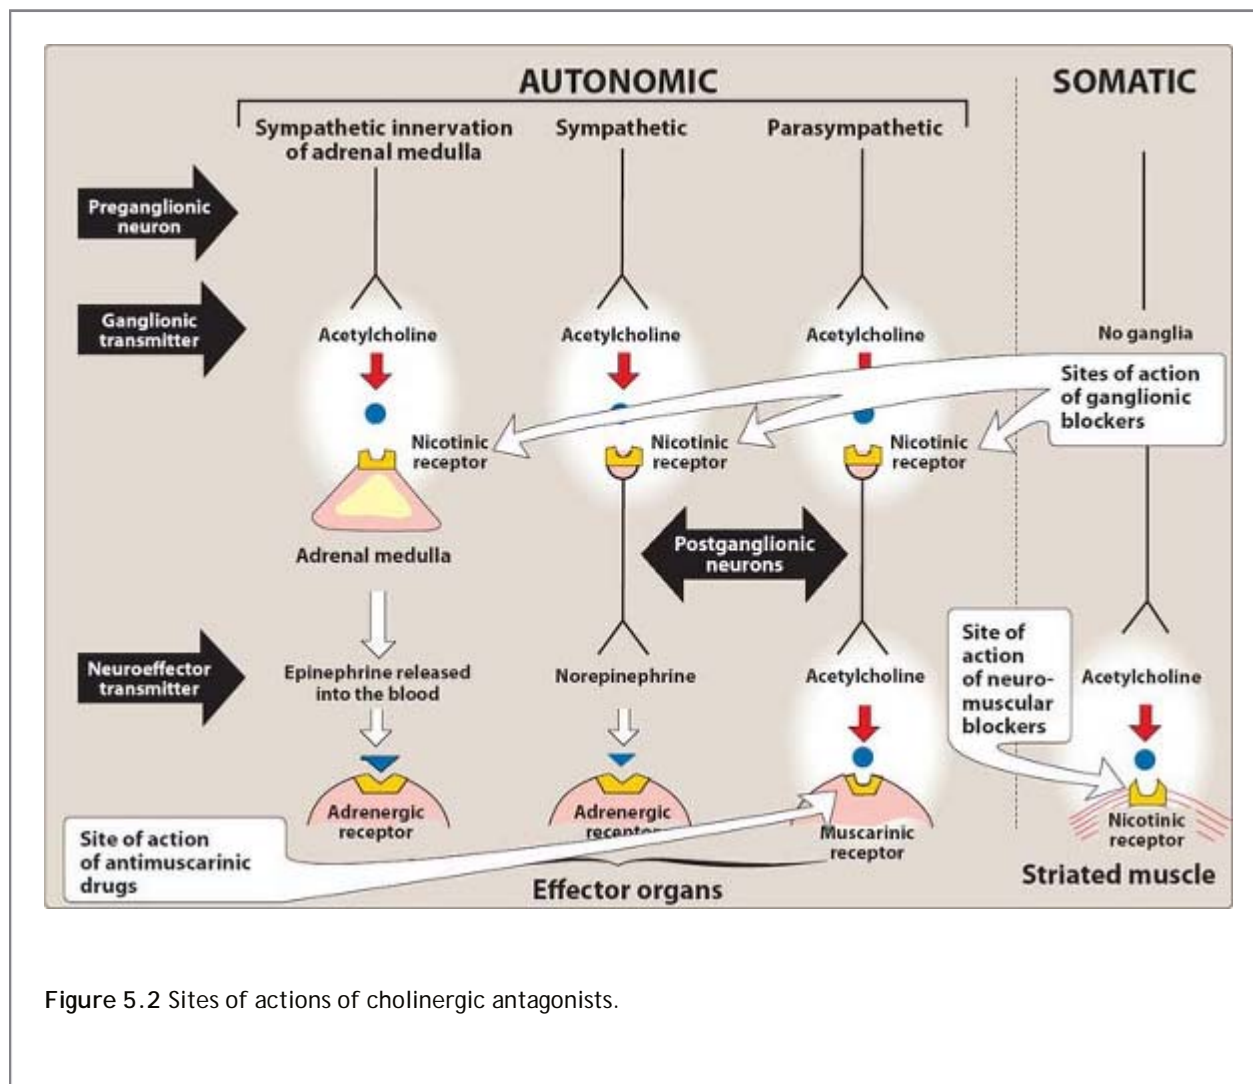 AUTONOMIC
SOMATIC
Sympathetic innervation
of adrenal medulla
Sympathetic
Parasympathetic
Preganglionic
neuron
Ganglionic
transmitter
Acetylcholine
Acetylcholine
Acetylcholine
No ganglia
Sites of action
of ganglionic
blockers
Nicotinic
receptor
Nicotinic
receptor
Nicotinic
receptor
Adrenal medulla
Postganglionic
neurons
Neuroeffector
transmitter
Epinephrine released
into the blood
Norepinephrine
Acetylcholine
Site of
action
of neuro-
muscular
blockers
Acetylcholine
Adrenergic
receptor
Adrenergic
receptor
Muscarinic
receptor
Nicotinic
receptor
Site of action
of antimuscarinic
drugs
Effector organs
Striated muscle
Figure 5.2 Sites of actions of cholinergic antagonists.